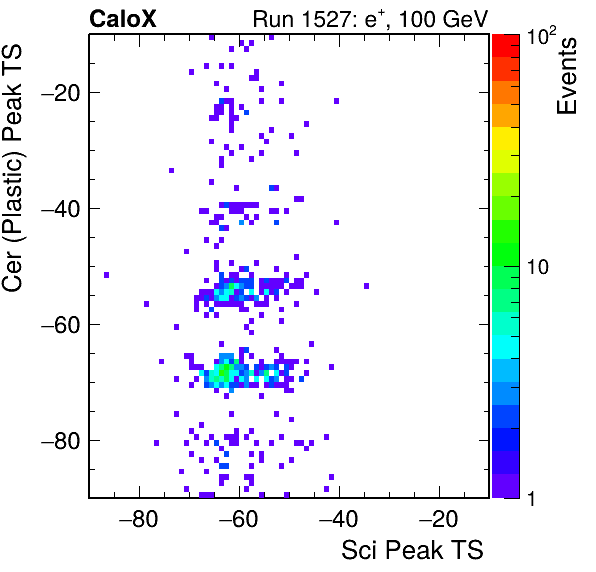 CaloX Run 1527: e+, 100 GeV
Cer (Plastic) Peak TS
−20
−40
−60
−80
−80 −60 −40 −20
Sci Peak TS
10²
10
1
Events